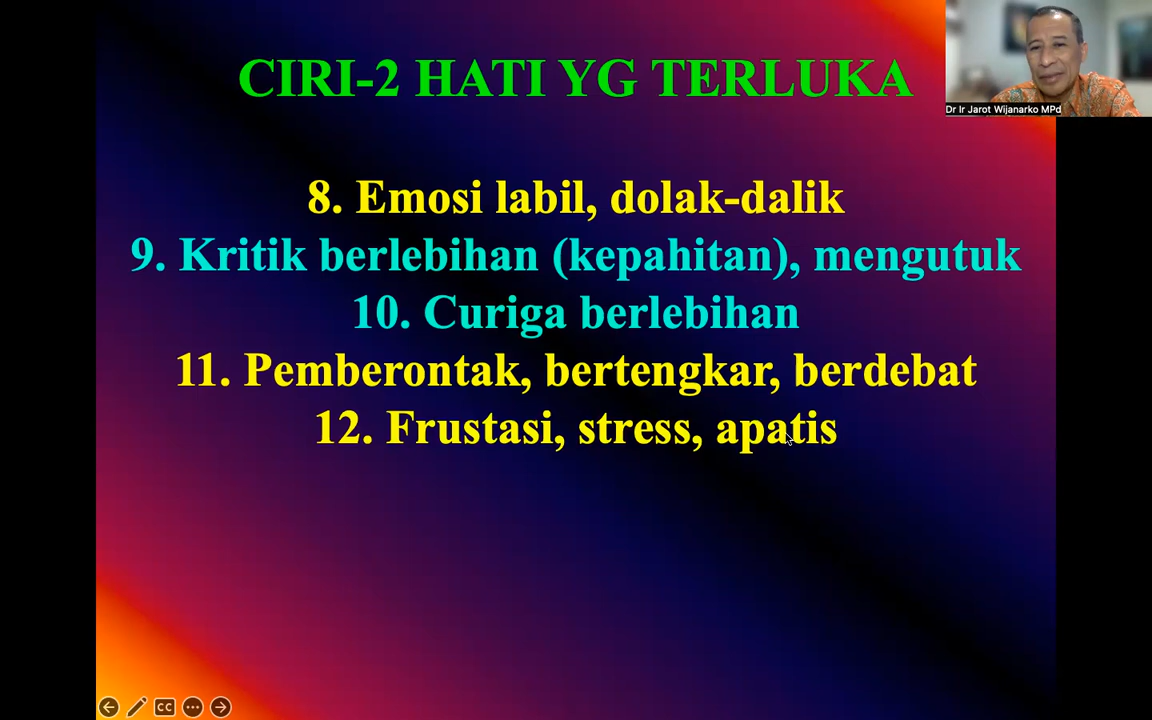 CIRI-2 HATI YG TERLUKA
Dr Ir Jarot Wijanarko MPd
8. Emosi labil, dolak-dalik
9. Kritik berlebihan (kepahitan), mengutuk
10. Curiga berlebihan
11. Pemberontak, bertengkar, berdebat
12. Frustasi, stress, apatis
CC